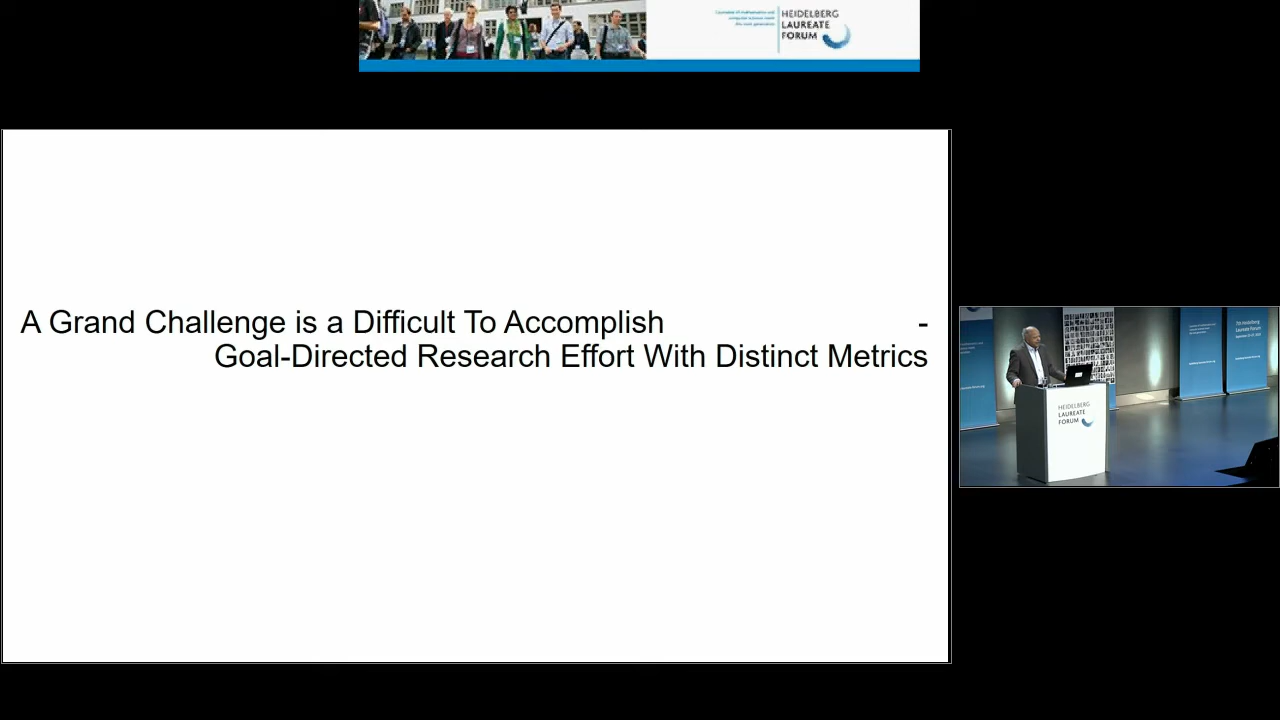 HEIDELBERG
LAUREATE
FORUM
A Grand Challenge is a Difficult To Accomplish -
Goal-Directed Research Effort With Distinct Metrics
HEIDELBERG
LAUREATE
FORUM